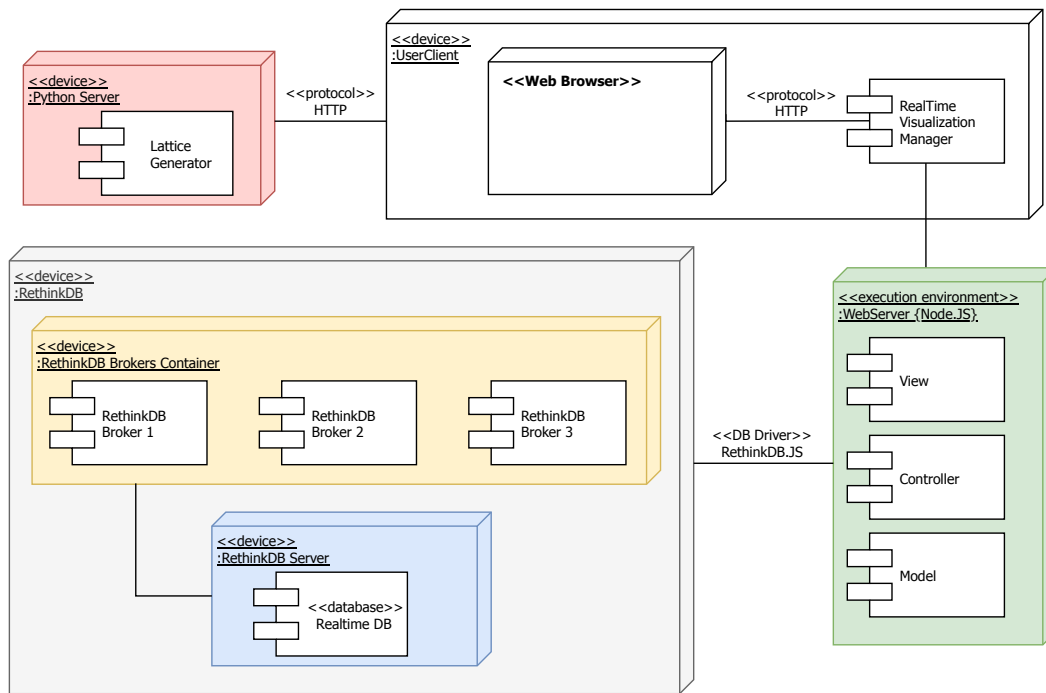 <<device>>
:Python Server
Lattice
Generator
<<protocol>>
HTTP
<<device>>
:UserClient
<<Web Browser>>
<<protocol>>
HTTP
RealTime
Visualization
Manager
<<device>>
:RethinkDB
<<device>>
:RethinkDB Brokers Container
RethinkDB
Broker 1
RethinkDB
Broker 2
RethinkDB
Broker 3
<<device>>
:RethinkDB Server
<<database>>
Realtime DB
<<DB Driver>>
RethinkDB.JS
<<execution environment>>
:WebServer {Node.JS}
View
Controller
Model